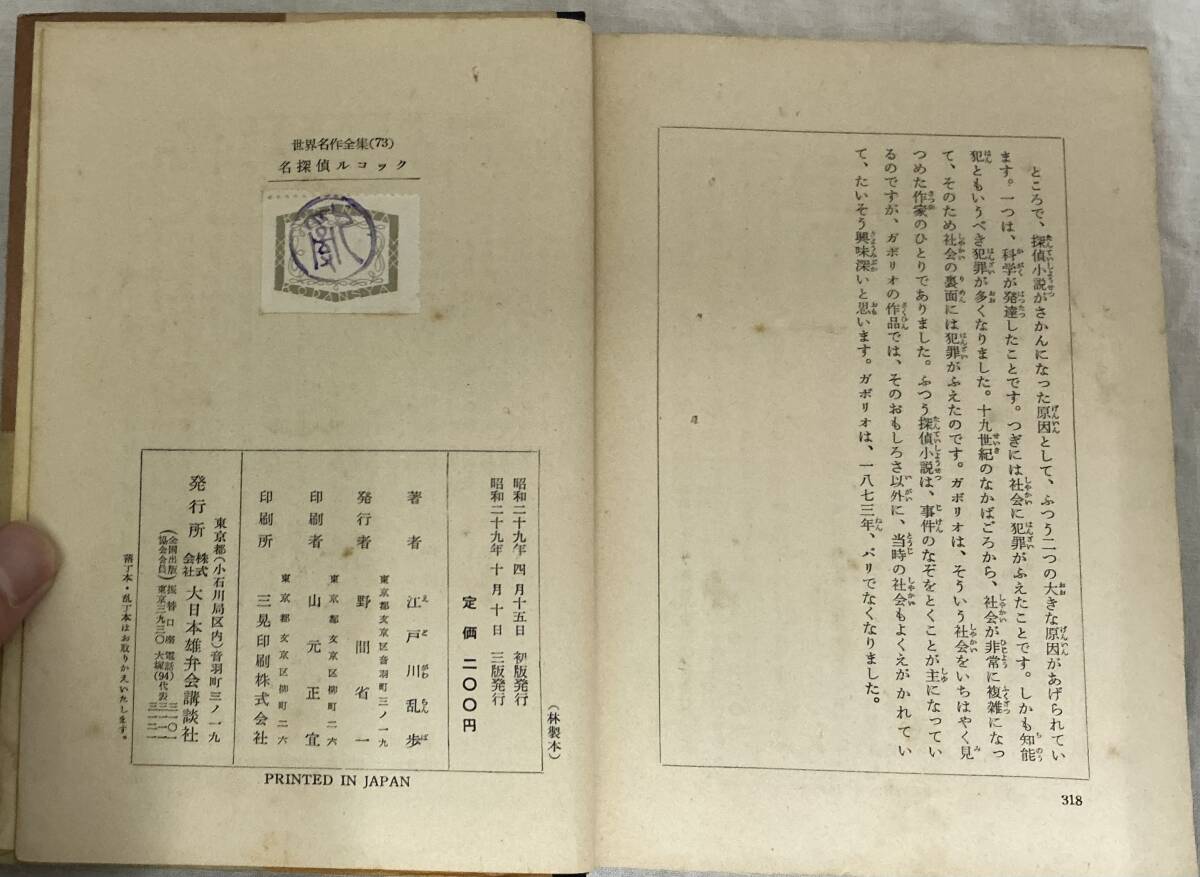 ところで、探偵小説がさかんになった原因として、ふつう二つの大きな原因があげられてい
ます。一つは、科学が発達したことです。つぎには社会に犯罪がふえたことです。しかも知能
犯ともいうべき犯罪が多くなりました。十九世紀のなかばごろから、社会が非常に複雑になっ
て、そのため社会の裏面には犯罪がふえたのです。ガボリオは、そういう社会をいちはやく見
つめた作家のひとりでありました。ふつう探偵小説は、事件のなぞをとくことが主になってい
るのですが、ガボリオの作品では、そのおもしろさ以外に、当時の社会もよくえがかれてい
て、たいそう興味深いと思います。ガボリオは、一八七三年、パリでなくなりました。
318
世界名作全集(73)
名探偵ルコック
KODANSYA
(林製本)
昭和二十九年四月十五日 初版発行
昭和二十九年十月十日 三版発行
定価 二〇〇円
著者 江戸川乱歩
東京都文京区音羽町三ノ一九
発行者 野間省一
東京都文京区柳町二六
印刷者 山元正宜
東京都文京区柳町二六
印刷所 三晃印刷株式会社
東京都(小石川局区内)音羽町三ノ一九
発行所 株式会社 大日本雄弁会講談社
(全国出版協会会員) 振替口座東京三九三〇 電話大塚(94)代表
落丁本・乱丁本はお取りかえいたします。
PRINTED IN JAPAN